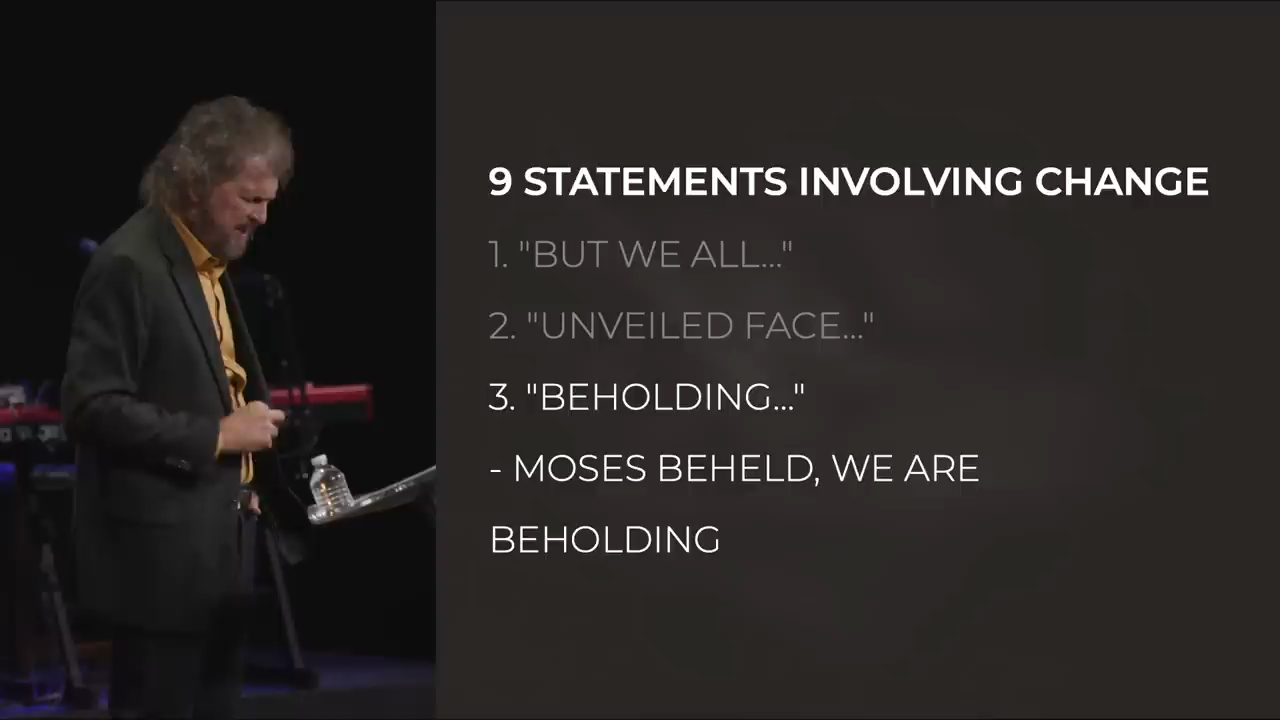 9 STATEMENTS INVOLVING CHANGE
1. "BUT WE ALL..."
2. "UNVEILED FACE..."
3. "BEHOLDING..."
- MOSES BEHELD, WE ARE
BEHOLDING